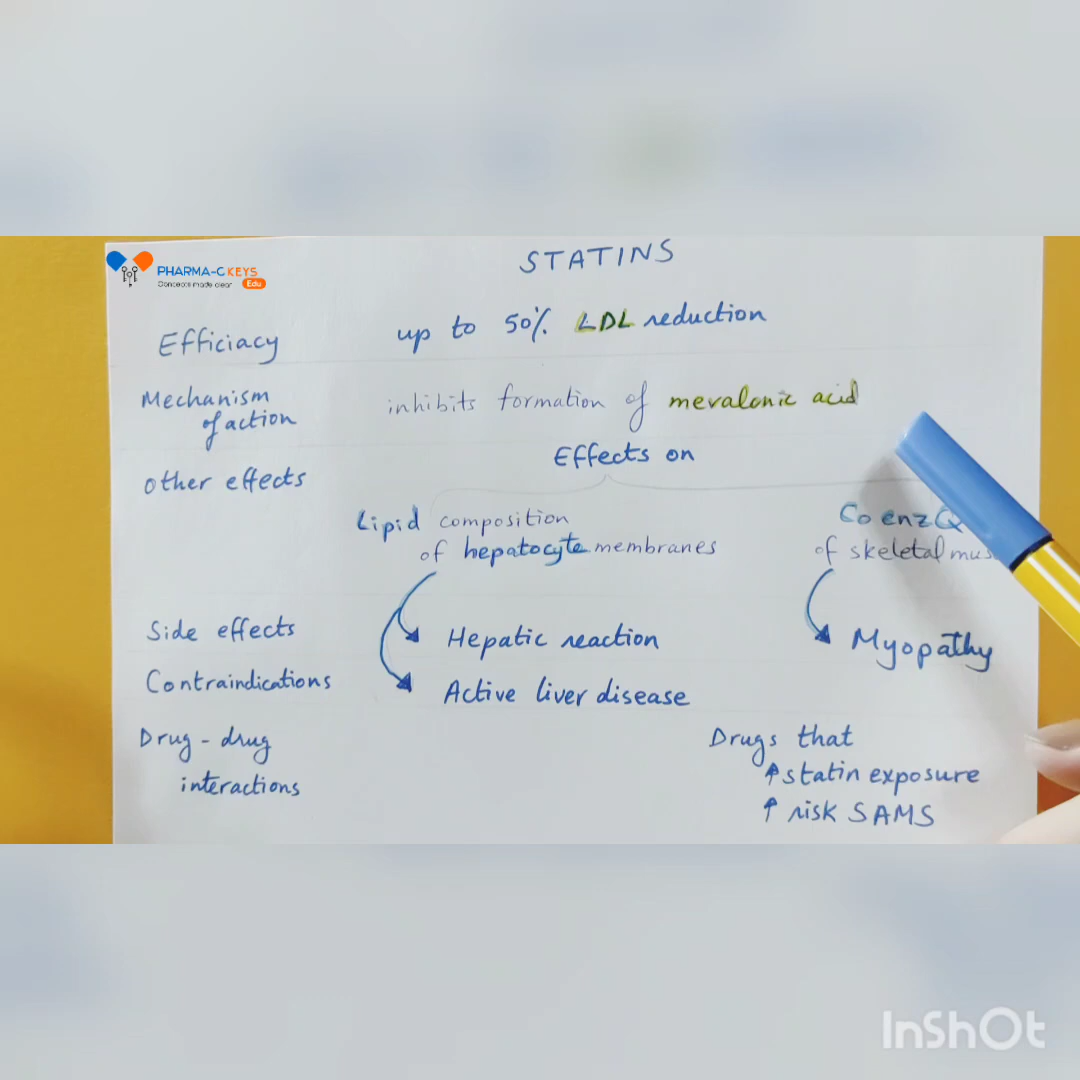 PHARMA-C KEYS
Concepts made clear Edu
STATINS
Efficiacy up to 50% LDL reduction
Mechanism of action inhibits formation of mevalonic acid
Other effects Effects on
Lipid composition
of hepatocyte membranes
Co enz Q
of skeletal mus
Side effects Hepatic reaction Myopathy
Contraindications Active liver disease
Drug - drug
interactions
Drugs that
↑ statin exposure
↑ risk SAMS
InShOt